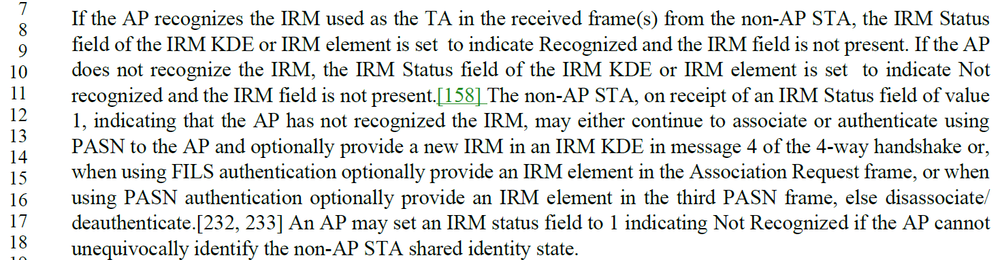 7
If the AP recognizes the IRM used as the TA in the received frame(s) from the non-AP STA, the IRM Status
8
field of the IRM KDE or IRM element is set  to indicate Recognized and the IRM field is not present. If the AP
9
does not recognize the IRM, the IRM Status field of the IRM KDE or IRM element is set  to indicate Not
10
recognized and the IRM field is not present.[158] The non-AP STA, on receipt of an IRM Status field of value
11
1, indicating that the AP has not recognized the IRM, may either continue to associate or authenticate using
12
PASN to the AP and optionally provide a new IRM in an IRM KDE in message 4 of the 4-way handshake or,
13
when using FILS authentication optionally provide an IRM element in the Association Request frame, or when
14
using PASN authentication optionally provide an IRM element in the third PASN frame, else disassociate/
15
deauthenticate.[232, 233] An AP may set an IRM status field to 1 indicating Not Recognized if the AP cannot
16
unequivocally identify the non-AP STA shared identity state.
17
18